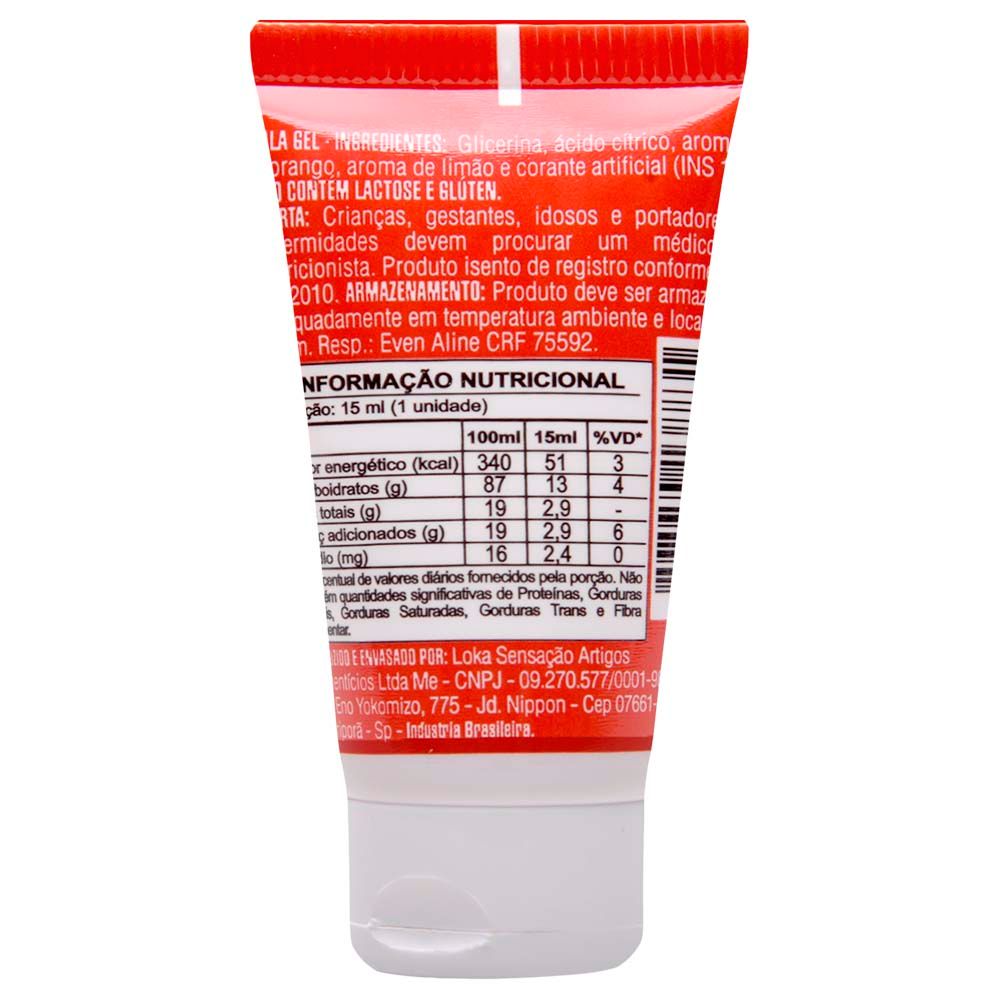 LA GEL - INGREDIENTES: Glicerina, ácido cítrico, arom
orango, aroma de limão e corante artificial (INS
O CONTÉM LACTOSE E GLÚTEN.
RTA: Crianças, gestantes, idosos e portadore
ermidades devem procurar um médico
ricionista. Produto isento de registro conforme
2010. ARMAZENAMENTO: Produto deve ser armaz
quadamente em temperatura ambiente e loca
n. Resp.: Even Aline CRF 75592.
NFORMAÇÃO NUTRICIONAL
ção: 15 ml (1 unidade)
100ml 15ml %VD*
or energético (kcal) 340 51 3
boidratos (g) 87 13 4
totais (g) 19 2,9 -
ç adicionados (g) 19 2,9 6
dio (mg) 16 2,4 0
centual de valores diários fornecidos pela porção. Não
ém quantidades significativas de Proteínas, Gorduras
is, Gorduras Saturadas, Gorduras Trans e Fibra
entar.
ZIDO E ENVASADO POR: Loka Sensação Artigos
entícios Ltda Me - CNPJ - 09.270.577/0001-9
Eno Yokomizo, 775 - Jd. Nippon - Cep 07661-
iporã - Sp - Industria Brasileira.